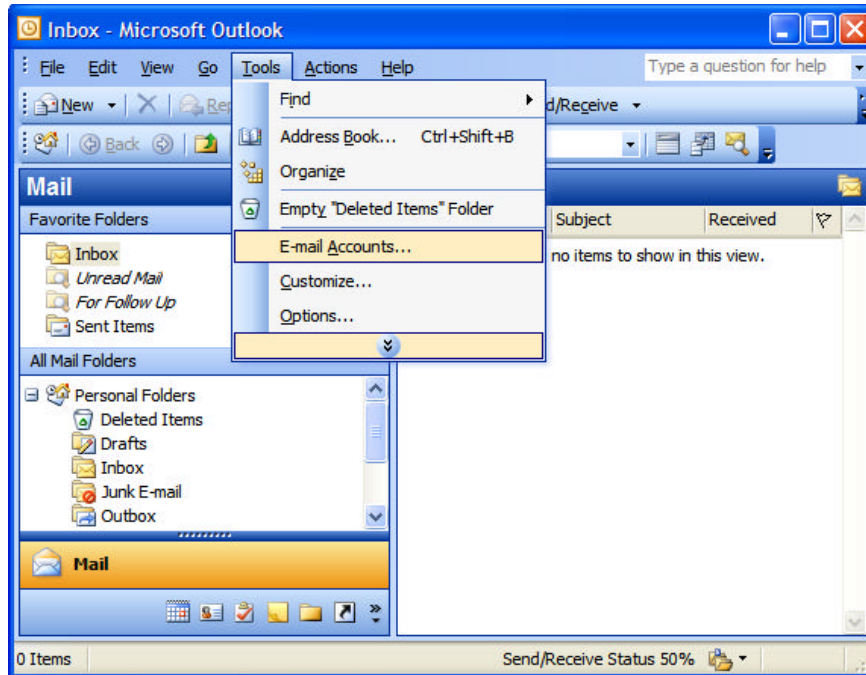 Inbox - Microsoft Outlook
File Edit View Go Tools Actions Help Type a question for help
New
d/Receive
Back
Find
Address Book... Ctrl+Shift+B
Organize
Empty "Deleted Items" Folder
E-mail Accounts...
Customize...
Options...
Mail
Favorite Folders
Inbox
Unread Mail
For Follow Up
Sent Items
All Mail Folders
Personal Folders
Deleted Items
Drafts
Inbox
Junk E-mail
Outbox
Mail
Subject Received
no items to show in this view.
0 Items Send/Receive Status 50%